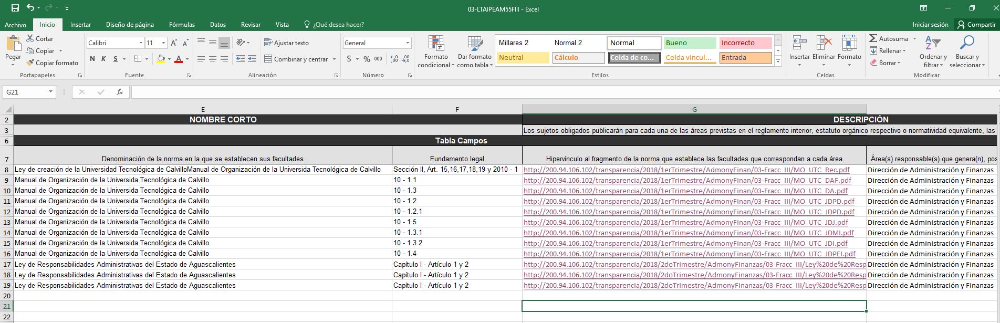 03-LTAIPEAM55FIII - Excel
Archivo Inicio Insertar Diseño de página Fórmulas Datos Revisar Vista ¿Qué desea hacer? Iniciar sesión Compartir
Pegar
Cortar
Copiar
Copiar formato
Portapapeles
Calibri 11
N K S
Fuente
Ajustar texto
Combinar y centrar
Alineación
General
$ % 000
Número
Formato condicional
Dar formato como tabla
Millares 2 Normal 2 Normal Bueno Incorrecto
Neutral Cálculo Celda de co... Celda vincul... Entrada
Estilos
Insertar Eliminar Formato
Celdas
Autosuma
Rellenar
Borrar
Ordenar y filtrar
Buscar y seleccionar
Modificar
G21 fx
E F G
2 NOMBRE CORTO DESCRIPCIÓN
3 Los sujetos obligados publicarán para cada una de las áreas previstas en el reglamento interior, estatuto orgánico respectivo o normatividad equivalente, las
6 Tabla Campos
7 Denominación de la norma en la que se establecen sus facultades Fundamento legal Hipervínculo al fragmento de la norma que establece las facultades que correspondan a cada área Área(s) responsable(s) que genera(n), pos
8 Ley de creación de la Universidad Tecnológica de CalvilloManual de Organización de la Universida Tecnológica de Calvillo Sección II, Art. 15,16,17,18,19 y 2010 - 1 http://200.94.106.102/transparencia/2018/1erTrimestre/AdmonyFinan/03-Fracc_III/MO_UTC_Rec.pdf Dirección de Administración y Finanzas
9 Manual de Organización de la Universida Tecnológica de Calvillo 10 - 1.1 http://200.94.106.102/transparencia/2018/1erTrimestre/AdmonyFinan/03-Fracc_III/MO_UTC_DAF.pdf Dirección de Administración y Finanzas
10 Manual de Organización de la Universida Tecnológica de Calvillo 10 - 1.3 http://200.94.106.102/transparencia/2018/1erTrimestre/AdmonyFinan/03-Fracc_III/MO_UTC_DA.pdf Dirección de Administración y Finanzas
11 Manual de Organización de la Universida Tecnológica de Calvillo 10 - 1.2 http://200.94.106.102/transparencia/2018/1erTrimestre/AdmonyFinan/03-Fracc_III/MO_UTC_JDPD.pdf Dirección de Administración y Finanzas
12 Manual de Organización de la Universida Tecnológica de Calvillo 10 - 1.2.1 http://200.94.106.102/transparencia/2018/1erTrimestre/AdmonyFinan/03-Fracc_III/MO_UTC_JDPD.pdf Dirección de Administración y Finanzas
13 Manual de Organización de la Universida Tecnológica de Calvillo 10 - 1.5 http://200.94.106.102/transparencia/2018/1erTrimestre/AdmonyFinan/03-Fracc_III/MO_UTC_JDJ.pdf Dirección de Administración y Finanzas
14 Manual de Organización de la Universida Tecnológica de Calvillo 10 - 1.3.1 http://200.94.106.102/transparencia/2018/1erTrimestre/AdmonyFinan/03-Fracc_III/MO_UTC_JDMI.pdf Dirección de Administración y Finanzas
15 Manual de Organización de la Universida Tecnológica de Calvillo 10 - 1.3.2 http://200.94.106.102/transparencia/2018/1erTrimestre/AdmonyFinan/03-Fracc_III/MO_UTC_JDI.pdf Dirección de Administración y Finanzas
16 Manual de Organización de la Universida Tecnológica de Calvillo 10 - 1.4 http://200.94.106.102/transparencia/2018/1erTrimestre/AdmonyFinan/03-Fracc_III/MO_UTC_JDPEI.pdf Dirección de Administración y Finanzas
17 Ley de Responsabilidades Administrativas del Estado de Aguascalientes Capítulo I - Artículo 1 y 2 http://200.94.106.102/transparencia/2018/2doTrimestre/AdmonyFinanzas/03-Fracc_III/Ley%20de%20Resp Dirección de Administración y Finanzas
18 Ley de Responsabilidades Administrativas del Estado de Aguascalientes Capítulo I - Artículo 1 y 2 http://200.94.106.102/transparencia/2018/2doTrimestre/AdmonyFinanzas/03-Fracc_III/Ley%20de%20Resp Dirección de Administración y Finanzas
19 Ley de Responsabilidades Administrativas del Estado de Aguascalientes Capítulo I - Artículo 1 y 2 http://200.94.106.102/transparencia/2018/2doTrimestre/AdmonyFinanzas/03-Fracc_III/Ley%20de%20Resp Dirección de Administración y Finanzas
20
21
22